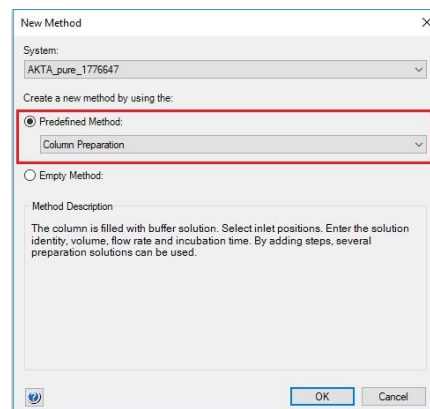 New Method
System:
AKTA_pure_1776647
Create a new method by using the:
Predefined Method:
Column Preparation
Empty Method:
Method Description
The column is filled with buffer solution. Select inlet positions. Enter the solution
identity, volume, flow rate and incubation time. By adding steps, several
preparation solutions can be used.
OK
Cancel